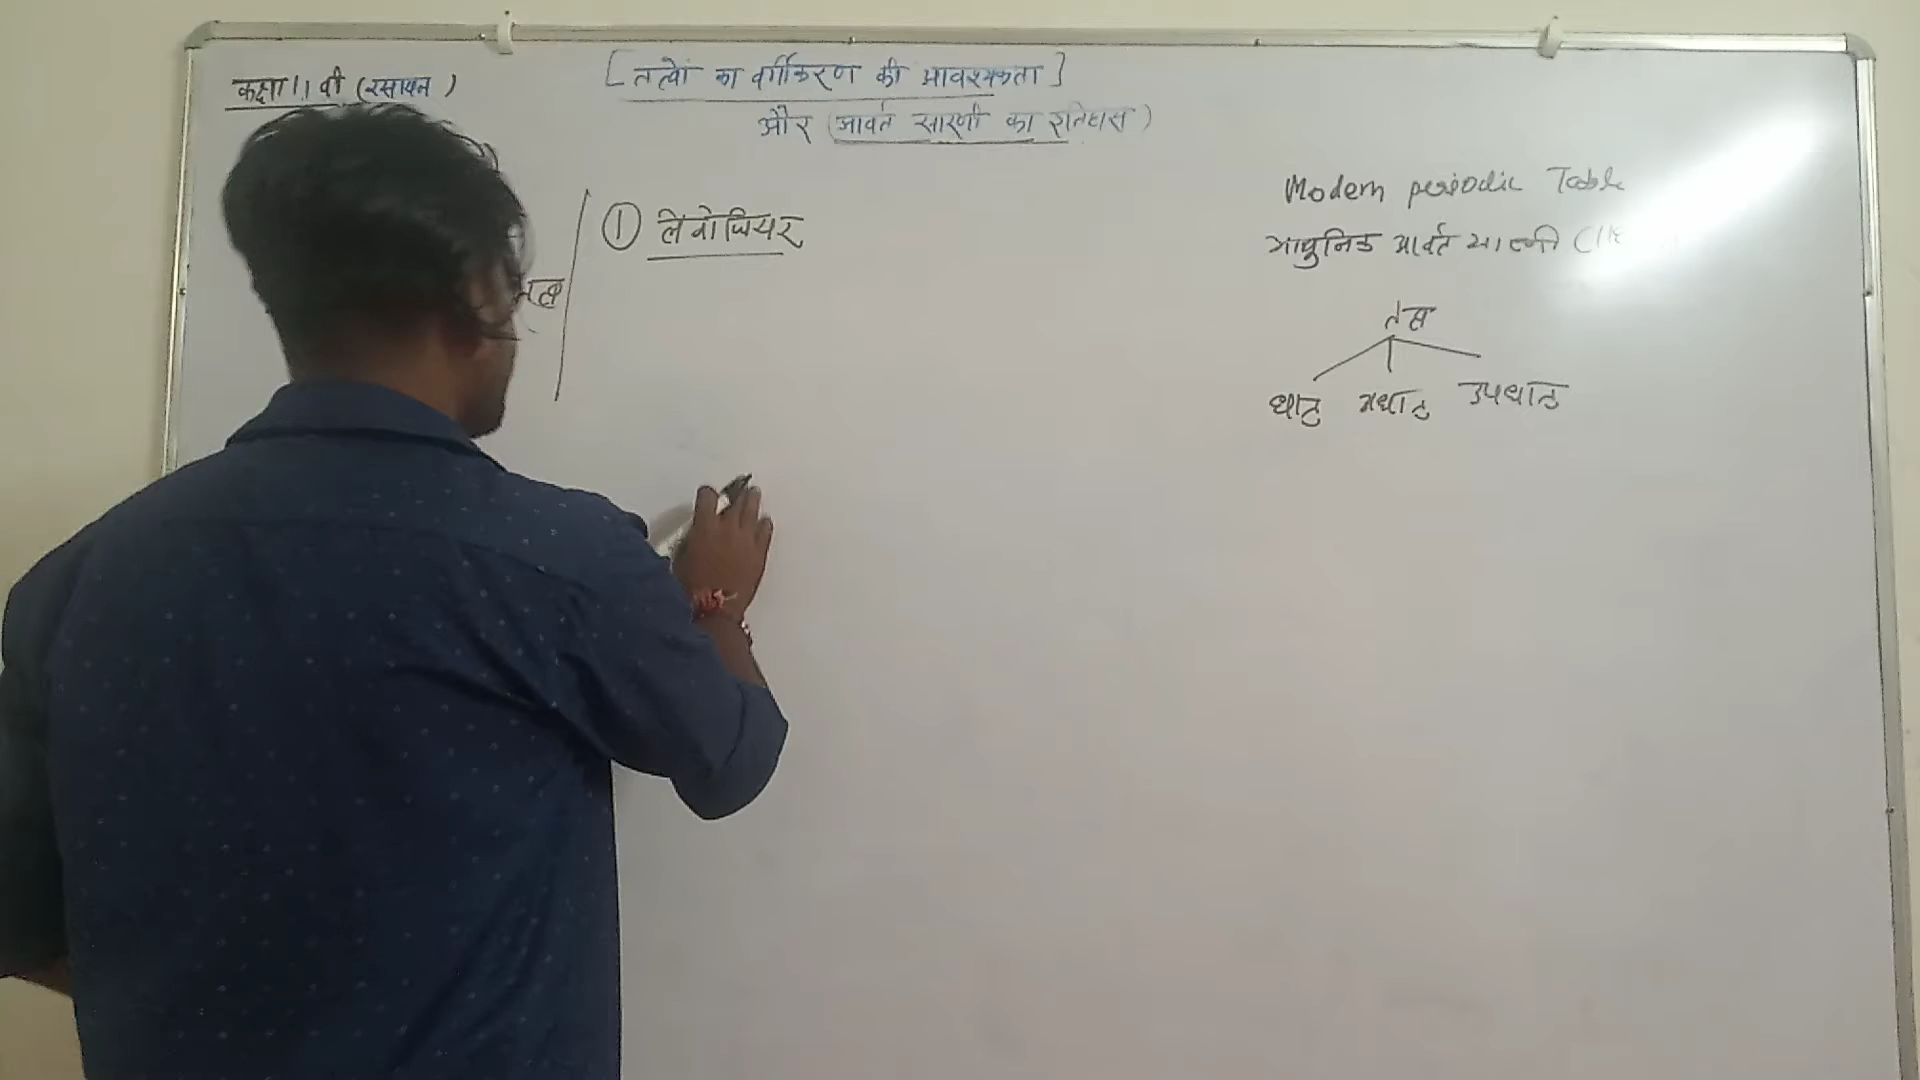 कक्षा 11 वी (रसायन)
[तत्वों का वर्गीकरण की आवश्यकता]
और (आवर्त सारणी का इतिहास)
① लेवोजियर
Modern periodic Table
आधुनिक आवर्त सारणी
तत्व
धातु अधातु उपधातु